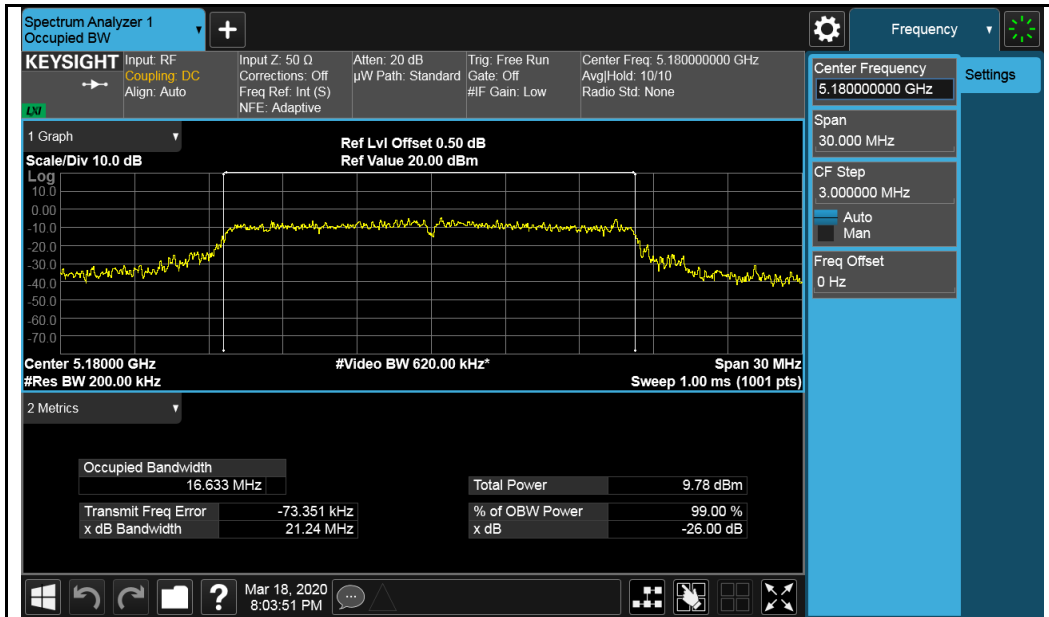 Spectrum Analyzer 1
Occupied BW
+
Frequency
KEYSIGHT
Input: RF
Coupling: DC
Align: Auto
Input Z: 50 Ω
Corrections: Off
Freq Ref: Int (S)
NFE: Adaptive
Atten: 20 dB
µW Path: Standard
Trig: Free Run
Gate: Off
#IF Gain: Low
Center Freq: 5.180000000 GHz
Avg|Hold: 10/10
Radio Std: None
LXI
1 Graph
Scale/Div 10.0 dB
Ref Lvl Offset 0.50 dB
Ref Value 20.00 dBm
Log
10.0
0.00
-10.0
-20.0
-30.0
-40.0
-50.0
-60.0
-70.0
Center 5.18000 GHz
#Video BW 620.00 kHz*
Span 30 MHz
#Res BW 200.00 kHz
Sweep 1.00 ms (1001 pts)
2 Metrics
Occupied Bandwidth
16.633 MHz
Total Power 9.78 dBm
Transmit Freq Error -73.351 kHz
% of OBW Power 99.00 %
x dB Bandwidth 21.24 MHz
x dB -26.00 dB
Center Frequency
5.180000000 GHz
Settings
Span
30.000 MHz
CF Step
3.000000 MHz
Auto
Man
Freq Offset
0 Hz
?
Mar 18, 2020
8:03:51 PM